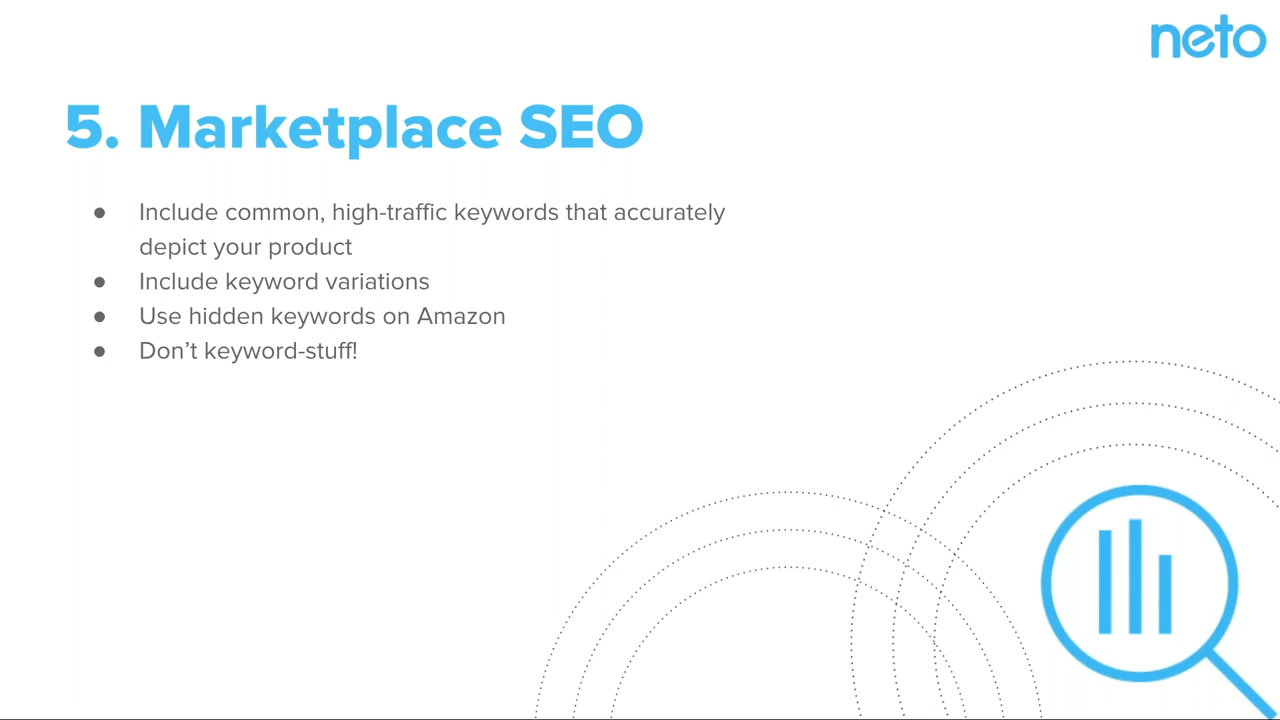 neto
5. Marketplace SEO
● Include common, high-traffic keywords that accurately
depict your product
● Include keyword variations
● Use hidden keywords on Amazon
● Don’t keyword-stuff!